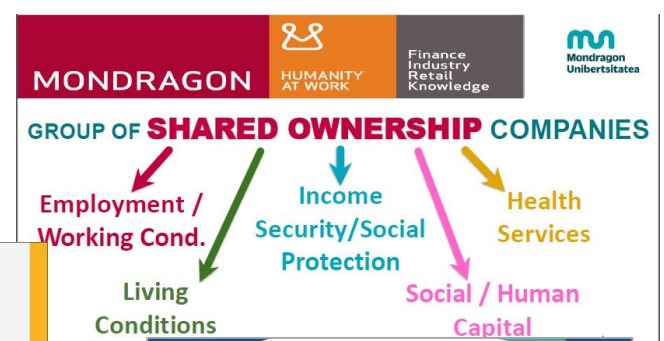 MONDRAGON
HUMANITY
AT WORK
Finance
Industry
Retail
Knowledge
Mondragon
Unibertsitatea
GROUP OF SHARED OWNERSHIP COMPANIES
Employment /
Working Cond.
Income
Security/Social
Protection
Health
Services
Living
Conditions
Social / Human
Capital